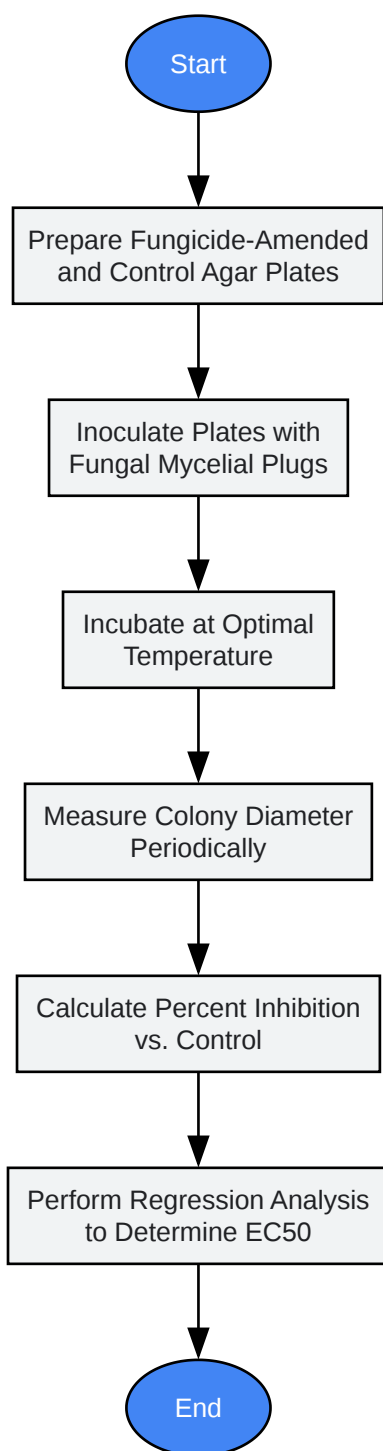 Start
Prepare Fungicide-Amended
and Control Agar Plates
Inoculate Plates with
Fungal Mycelial Plugs
Incubate at Optimal
Temperature
Measure Colony Diameter
Periodically
Calculate Percent Inhibition
vs. Control
Perform Regression Analysis
to Determine EC50
End